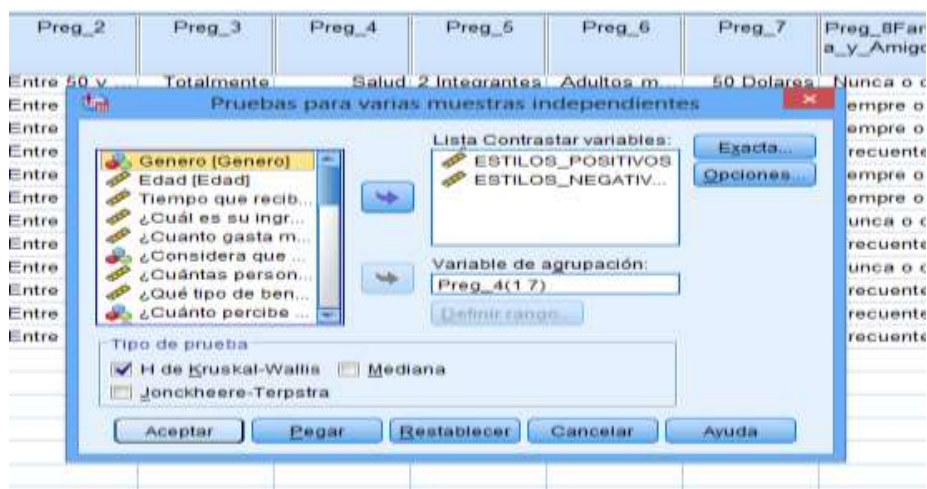 Preg_2 Preg_3 Preg_4 Preg_5 Preg_6 Preg_7 Preg_8Fam
a_y_Amigo
Entre 50 y ... Totalmente Salud 2 Integrantes Adultos m... 50 Dolares Nunca o c
Pruebas para varias muestras independientes
Entre empre o
Entre empre o
Entre recuente
Entre empre o
Entre empre o
Entre unca o c
Entre recuente
Entre unca o c
Entre recuente
Entre recuente
Entre recuente
Genero [Genero]
Edad [Edad]
Tiempo que recib...
¿Cuál es su ingr...
¿Cuanto gasta m...
¿Considera que ...
¿Cuántas person...
¿Qué tipo de ben...
¿Cuánto percibe ...
Lista Contrastar variables:
ESTILOS_POSITIVOS
ESTILOS_NEGATIV...
Exacta...
Opciones...
Variable de agrupación:
Preg_4(1 7)
Definir rango...
Tipo de prueba
H de Kruskal-Wallis Mediana
Jonckheere-Terpstra
Aceptar Pegar Restablecer Cancelar Ayuda